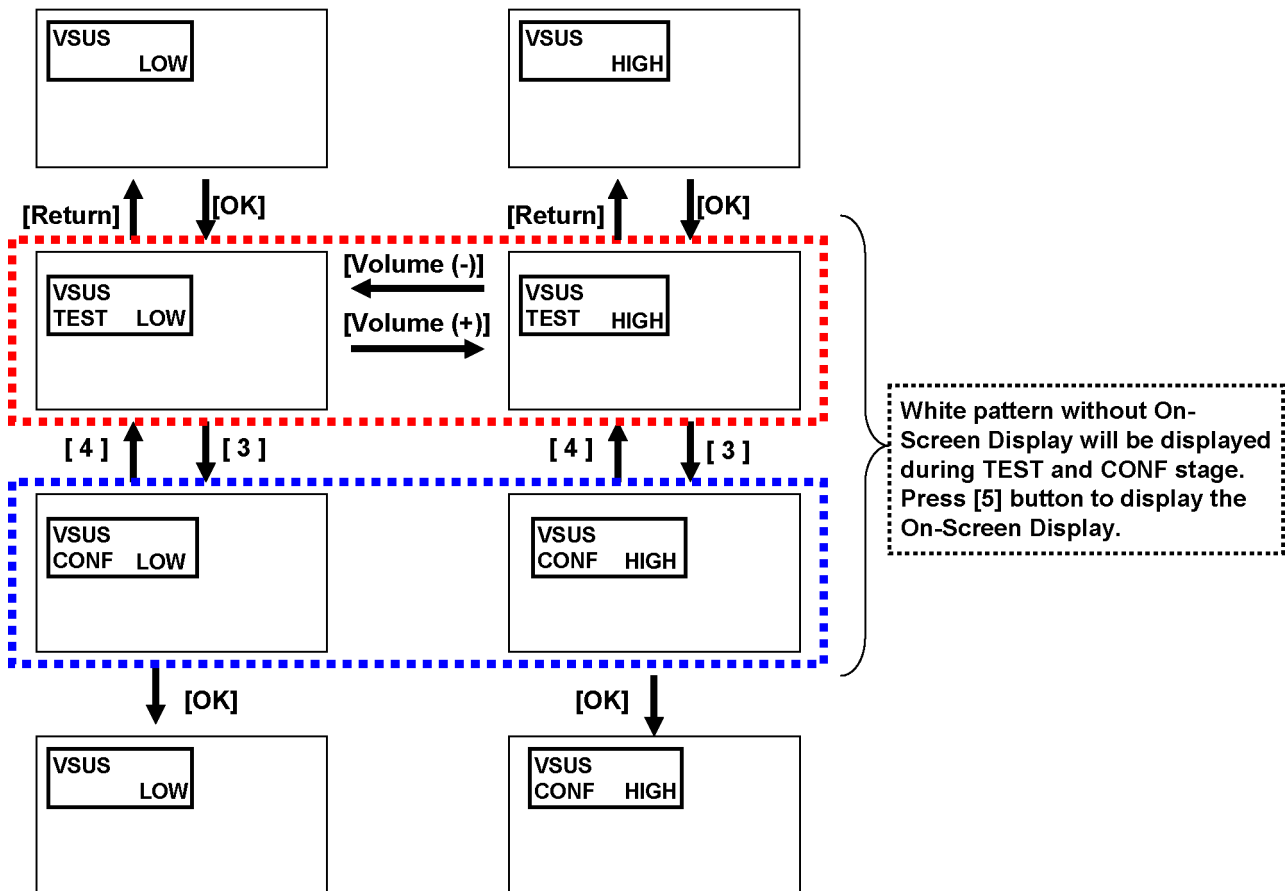 VSUS
LOW
VSUS
HIGH
[Return]
[OK]
[Return]
[OK]
VSUS
TEST LOW
[Volume (-)]
[Volume (+)]
VSUS
TEST HIGH
[ 4 ]
[ 3 ]
[ 4 ]
[ 3 ]
VSUS
CONF LOW
VSUS
CONF HIGH
White pattern without On-
Screen Display will be displayed
during TEST and CONF stage.
Press [5] button to display the
On-Screen Display.
[OK]
[OK]
VSUS
LOW
VSUS
CONF HIGH